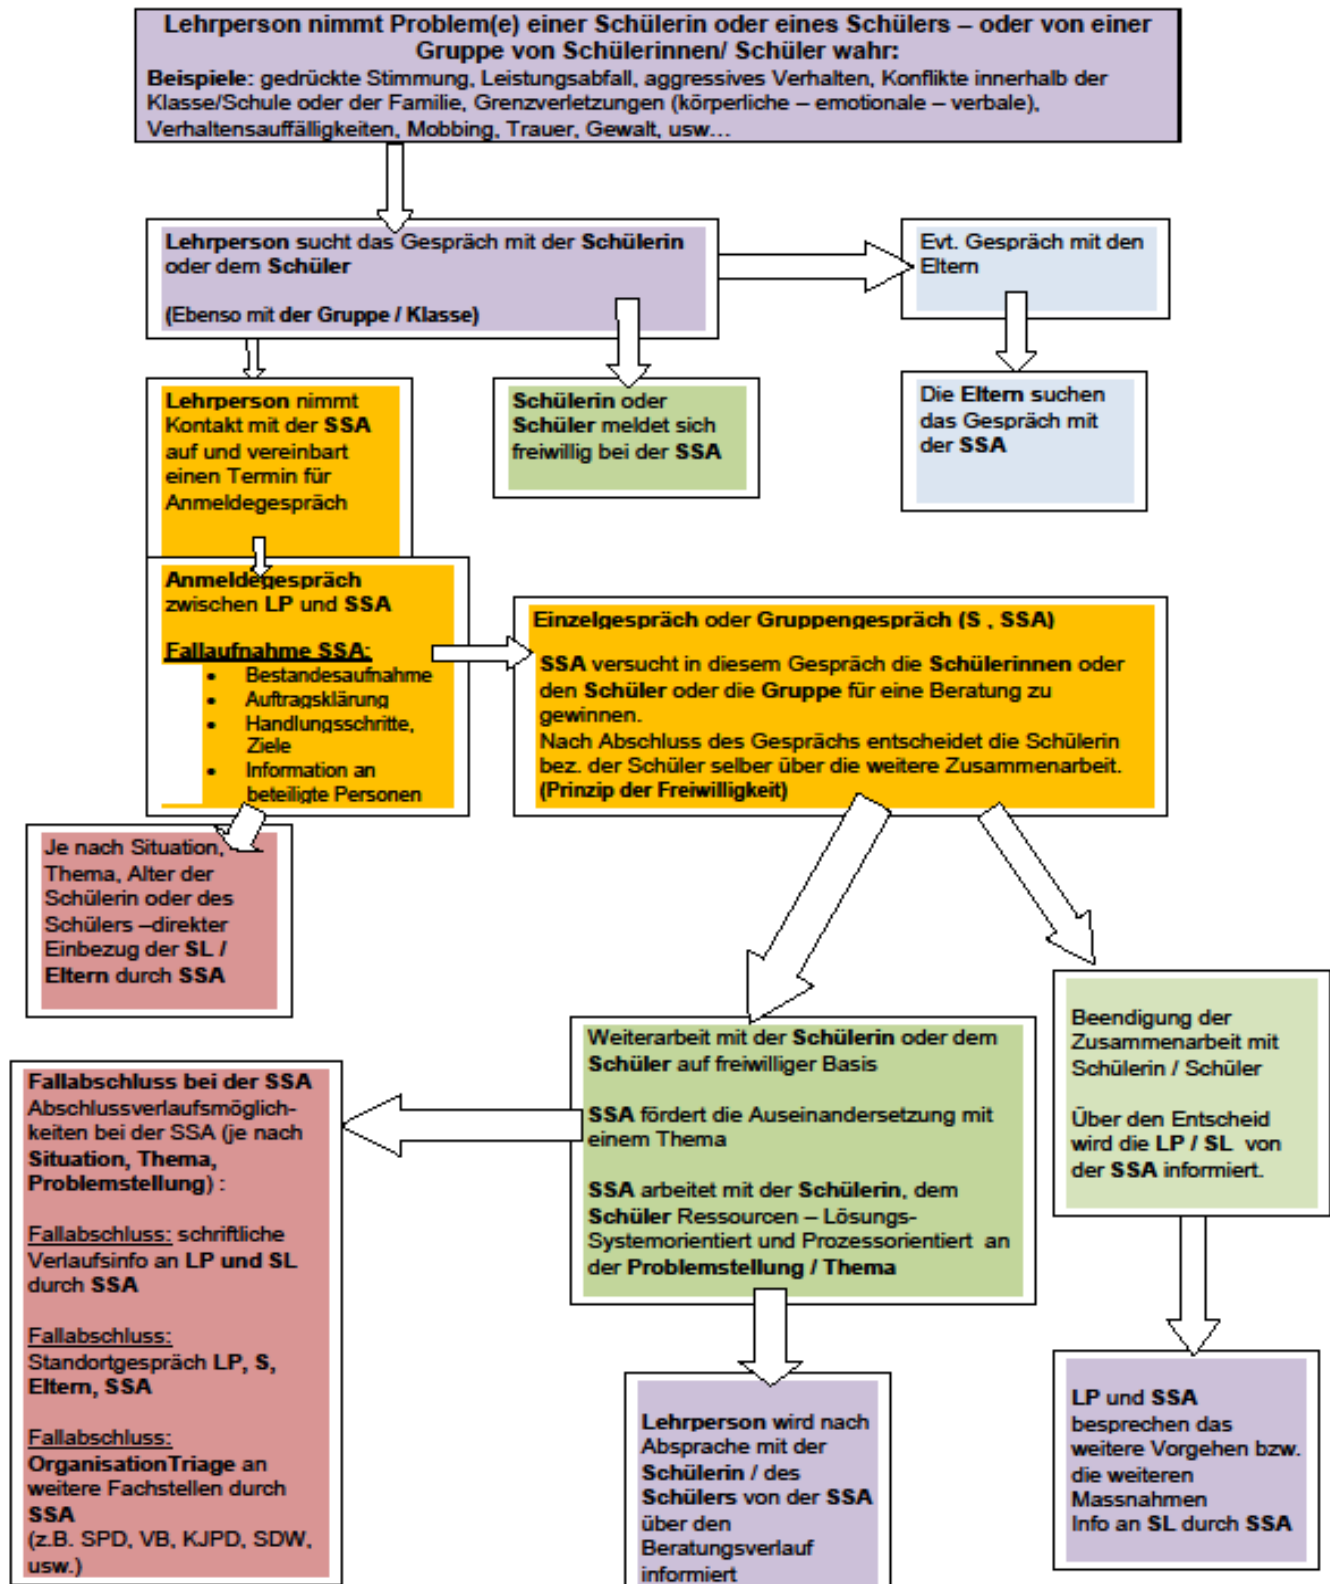 Lehrperson nimmt Problem(e) einer Schülerin oder eines Schülers – oder von einer
Gruppe von Schülerinnen/ Schüler wahr:
Beispiele: gedrückte Stimmung, Leistungsabfall, aggressives Verhalten, Konflikte innerhalb der
Klasse/Schule oder der Familie, Grenzverletzungen (körperliche – emotionale – verbale),
Verhaltensauffälligkeiten, Mobbing, Trauer, Gewalt, usw…
Lehrperson sucht das Gespräch mit der Schülerin
oder dem Schüler
(Ebenso mit der Gruppe / Klasse)
Evt. Gespräch mit den
Eltern
Lehrperson nimmt
Kontakt mit der SSA
auf und vereinbart
einen Termin für
Anmeldegespräch
Schülerin oder
Schüler meldet sich
freiwillig bei der SSA
Die Eltern suchen
das Gespräch mit
der SSA
Anmeldegespräch
zwischen LP und SSA
Fallaufnahme SSA:
• Bestandesaufnahme
• Auftragsklärung
• Handlungsschritte,
Ziele
• Information an
beteiligte Personen
Einzelgespräch oder Gruppengespräch (S , SSA)
SSA versucht in diesem Gespräch die Schülerinnen oder
den Schüler oder die Gruppe für eine Beratung zu
gewinnen.
Nach Abschluss des Gesprächs entscheidet die Schülerin
bez. der Schüler selber über die weitere Zusammenarbeit.
(Prinzip der Freiwilligkeit)
Je nach Situation,
Thema, Alter der
Schülerin oder des
Schülers –direkter
Einbezug der SL /
Eltern durch SSA
Weiterarbeit mit der Schülerin oder dem
Schüler auf freiwilliger Basis
SSA fördert die Auseinandersetzung mit
einem Thema
SSA arbeitet mit der Schülerin, dem
Schüler Ressourcen – Lösungs-
Systemorientiert und Prozessorientiert an
der Problemstellung / Thema
Beendigung der
Zusammenarbeit mit
Schülerin / Schüler
Über den Entscheid
wird die LP / SL von
der SSA informiert.
Fallabschluss bei der SSA
Abschlussverlaufsmöglich-
keiten bei der SSA (je nach
Situation, Thema,
Problemstellung) :
Fallabschluss: schriftliche
Verlaufsinfo an LP und SL
durch SSA
Fallabschluss:
Standortgespräch LP, S,
Eltern, SSA
Fallabschluss:
OrganisationTriage an
weitere Fachstellen durch
SSA
(z.B. SPD, VB, KJPD, SDW,
usw.)
Lehrperson wird nach
Absprache mit der
Schülerin / des
Schülers von der SSA
über den
Beratungsverlauf
informiert
LP und SSA
besprechen das
weitere Vorgehen bzw.
die weiteren
Massnahmen
Info an SL durch SSA